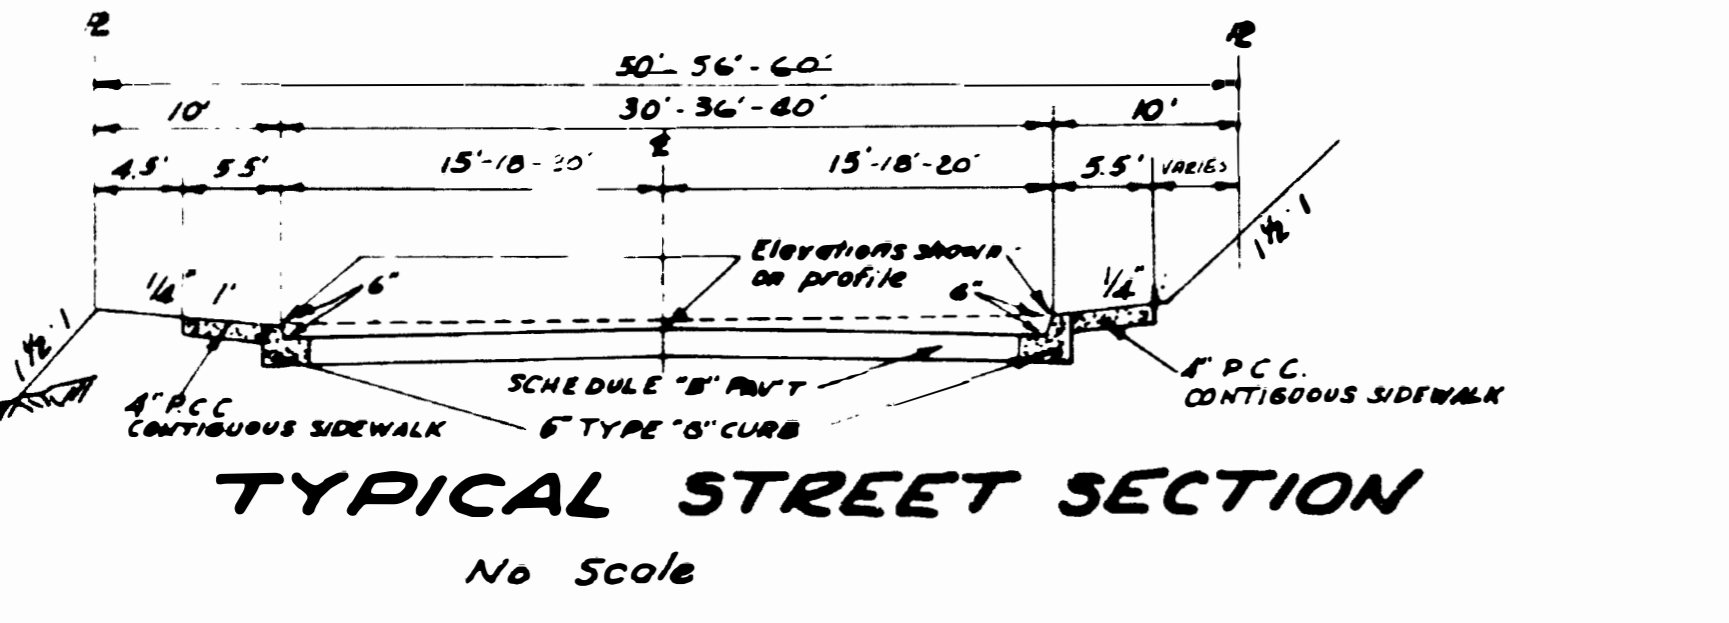 ℄ ℄
50'- 56' - 60'
10' 30' - 36' - 40' 10'
℄
4.5' 5.5' 15'-18'- 15'-18'-20' 5.5' VARIES
Elevations shown
on profile
1/4" 1' 6" 6" 1/4"
1½:1 1½:1
SCHEDULE "B" PAV'T
4" P.C.C.
CONTIGUOUS SIDEWALK
4" P.C.C
CONTIGUOUS SIDEWALK
6" TYPE "B" CURB
TYPICAL STREET SECTION
No Scale